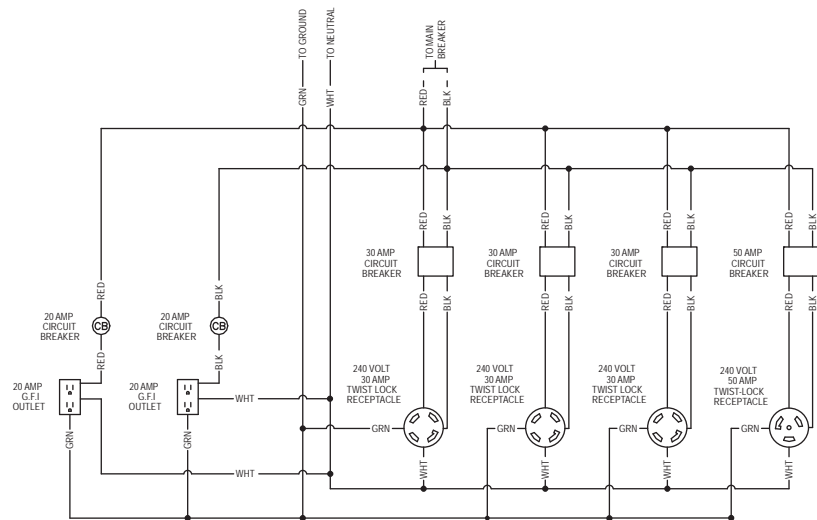 TO GROUND
TO NEUTRAL
TO MAIN
BREAKER
GRN
WHT
RED
BLK
RED
BLK
RED
BLK
RED
BLK
RED
BLK
30 AMP
CIRCUIT
BREAKER
30 AMP
CIRCUIT
BREAKER
30 AMP
CIRCUIT
BREAKER
50 AMP
CIRCUIT
BREAKER
RED
BLK
RED
BLK
RED
BLK
RED
BLK
RED
BLK
20 AMP
CIRCUIT
BREAKER
CB
20 AMP
CIRCUIT
BREAKER
CB
RED
BLK
20 AMP
G.F.I
OUTLET
20 AMP
G.F.I
OUTLET
240 VOLT
30 AMP
TWIST LOCK
RECEPTACLE
240 VOLT
30 AMP
TWIST LOCK
RECEPTACLE
240 VOLT
30 AMP
TWIST LOCK
RECEPTACLE
240 VOLT
50 AMP
TWIST-LOCK
RECEPTACLE
WHT
GRN
GRN
GRN
GRN
GRN
GRN
WHT
WHT
WHT
WHT
WHT